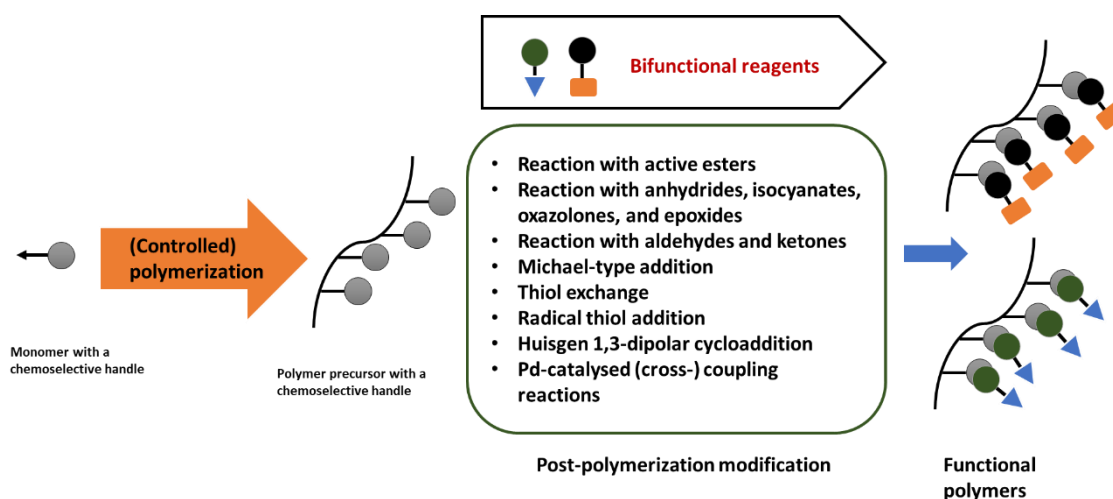 Bifunctional reagents
(Controlled)
polymerization
Monomer with a
chemoselective handle
Polymer precursor with a
chemoselective handle
• Reaction with active esters
• Reaction with anhydrides, isocyanates,
oxazolones, and epoxides
• Reaction with aldehydes and ketones
• Michael-type addition
• Thiol exchange
• Radical thiol addition
• Huisgen 1,3-dipolar cycloaddition
• Pd-catalysed (cross-) coupling
reactions
Post-polymerization modification
Functional
polymers